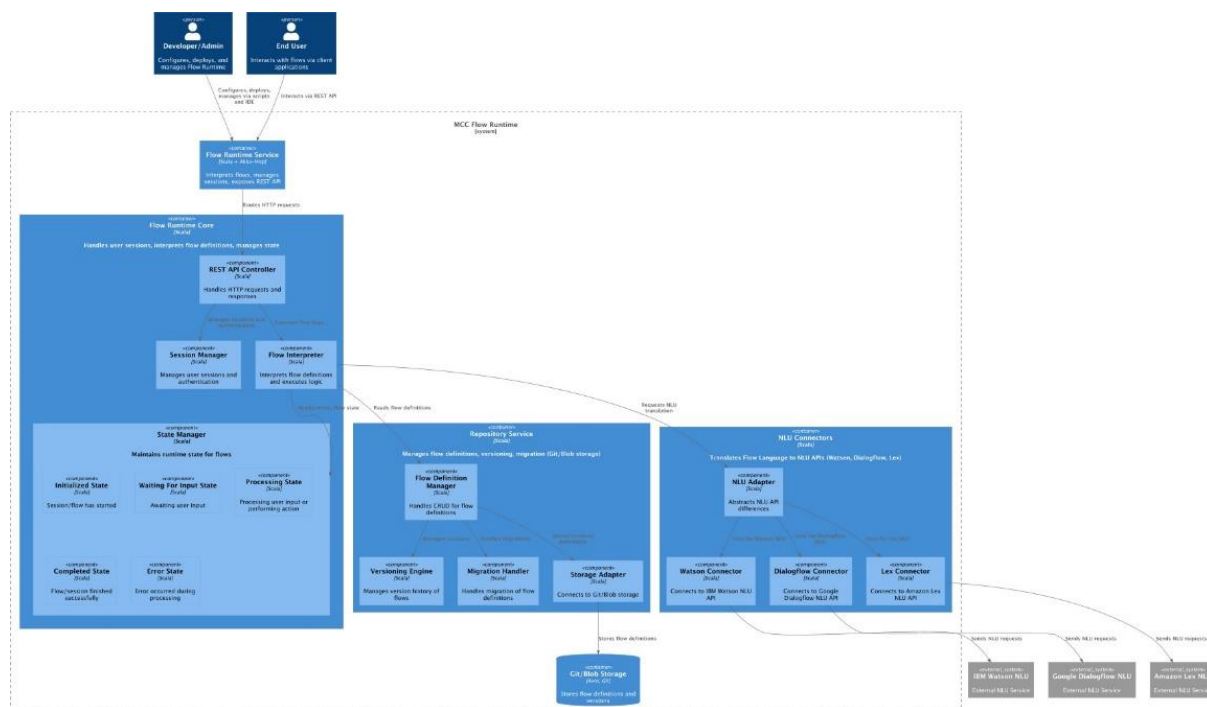 «person»
«person»
Developer/Admin
End User
Configures, deploys, and
manages Flow Runtime
Interacts with flows via client
applications
Configures, deploys,
manages via scripts
and IDE
Interacts via REST API
MCC Flow Runtime
[system]
«container»
Flow Runtime Service
Interprets flows, manages
sessions, exposes REST API
Routes HTTP requests
«container»
Flow Runtime Core
[Scala]
Handles user sessions, interprets flow definitions, manages state
«component»
REST API Controller
[Scala]
Handles HTTP requests and
responses
«component»
Session Manager
[Scala]
Manages user sessions and
authentication
«component»
Flow Interpreter
[Scala]
Interprets flow definitions
and executes logic
Reads flow definitions
Requests NLU
translation
«component»
State Manager
[Scala]
Maintains runtime state for flows
«component»
Initialized State
[Scala]
Session/flow has started
«component»
Waiting For Input State
[Scala]
Awaiting user input
«component»
Processing State
[Scala]
Processing user input or
performing action
«component»
Completed State
[Scala]
Flow/session finished
successfully
«component»
Error State
[Scala]
Error occurred during
processing
«container»
Repository Service
[Scala]
Manages flow definitions, versioning, migration (Git/Blob storage)
«component»
Flow Definition
Manager
[Scala]
Handles CRUD for flow
definitions
«component»
Versioning Engine
[Scala]
Manages version history of
flows
«component»
Migration Handler
[Scala]
Handles migration of flow
definitions
«component»
Storage Adapter
[Scala]
Connects to Git/Blob storage
Stores flow definitions
«container»
Git/Blob Storage
Stores flow definitions and
versions
«container»
NLU Connectors
[Scala]
Translates Flow Language to NLU APIs (Watson, Dialogflow, Lex)
«component»
NLU Adapter
[Scala]
Abstracts NLU API
differences
«component»
Watson Connector
[Scala]
Connects to IBM Watson NLU
API
«component»
Dialogflow Connector
[Scala]
Connects to Google
Dialogflow NLU API
«component»
Lex Connector
[Scala]
Connects to Amazon Lex
NLU API
Sends NLU requests
Sends NLU requests
Sends NLU requests
«external_system»
IBM Watson NLU
External NLU Service
«external_system»
Google Dialogflow NLU
External NLU Service
«external_system»
Amazon Lex NLU
External NLU Service